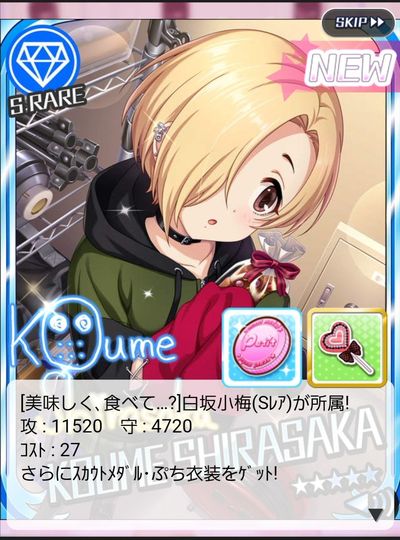 SKIP
NEW
S RARE
Koume
Petit
[美味しく､食べて…?]白坂小梅(Sﾚｱ)が所属!
攻 : 11520　守 : 4720
ｺｽﾄ : 27
さらにｽｶｳﾄﾒﾀﾞﾙ･ぷち衣装をｹﾞｯﾄ!
KOUME SHIRASAKA